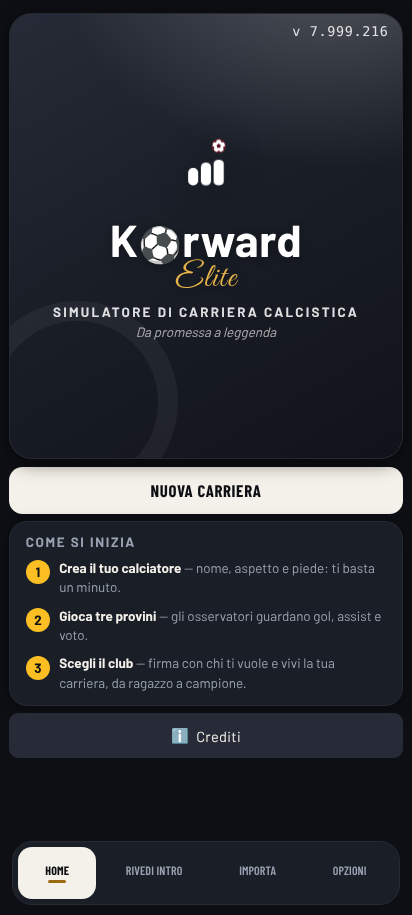 v 7.999.216
K⚽rward
Elite
SIMULATORE DI CARRIERA CALCISTICA
Da promessa a leggenda
NUOVA CARRIERA
COME SI INIZIA
1 Crea il tuo calciatore — nome, aspetto e piede: ti basta
un minuto.
2 Gioca tre provini — gli osservatori guardano gol, assist e
voto.
3 Scegli il club — firma con chi ti vuole e vivi la tua
carriera, da ragazzo a campione.
ℹ️ Crediti
HOME RIVEDI INTRO IMPORTA OPZIONI